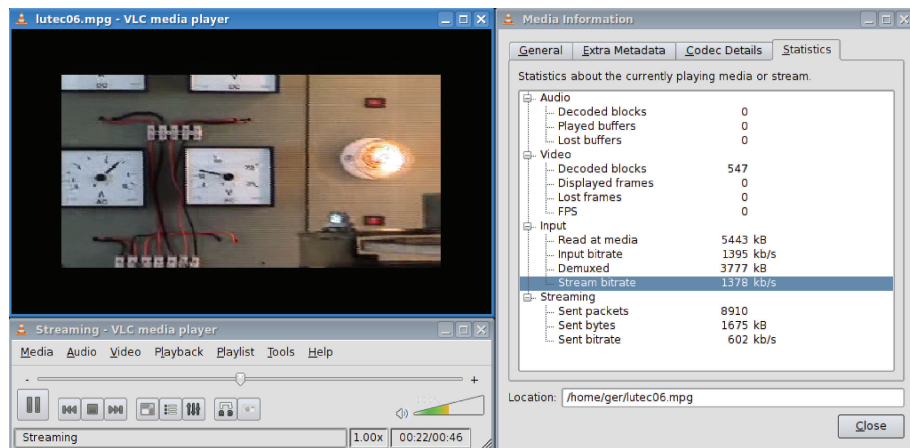 lutec06.mpg - VLC media player
Streaming - VLC media player
Media Audio Video Playback Playlist Tools Help
- +
Streaming 1.00x 00:22/00:46
Media Information
General Extra Metadata Codec Details Statistics
Statistics about the currently playing media or stream.
Audio
Decoded blocks 0
Played buffers 0
Lost buffers 0
Video
Decoded blocks 547
Displayed frames 0
Lost frames 0
FPS 0
Input
Read at media 5443 kB
Input bitrate 1395 kb/s
Demuxed 3777 kB
Stream bitrate 1378 kb/s
Streaming
Sent packets 8910
Sent bytes 1675 kB
Sent bitrate 602 kb/s
Location: /home/ger/lutec06.mpg
Close